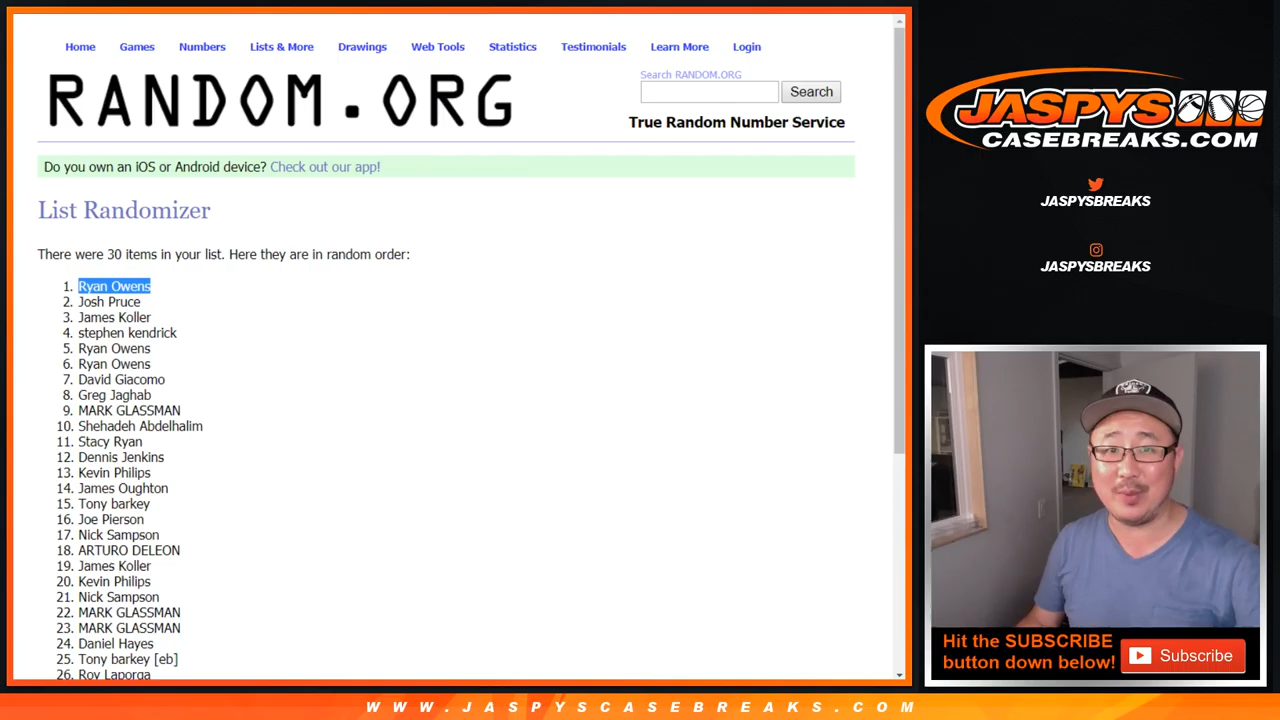 Home Games Numbers Lists & More Drawings Web Tools Statistics Testimonials Learn More Login
RANDOM.ORG
Search RANDOM.ORG
Search
True Random Number Service
Do you own an iOS or Android device? Check out our app!
List Randomizer
There were 30 items in your list. Here they are in random order:
1. Ryan Owens
2. Josh Pruce
3. James Koller
4. stephen kendrick
5. Ryan Owens
6. Ryan Owens
7. David Giacomo
8. Greg Jaghab
9. MARK GLASSMAN
10. Shehadeh Abdelhalim
11. Stacy Ryan
12. Dennis Jenkins
13. Kevin Philips
14. James Oughton
15. Tony barkey
16. Joe Pierson
17. Nick Sampson
18. ARTURO DELEON
19. James Koller
20. Kevin Philips
21. Nick Sampson
22. MARK GLASSMAN
23. MARK GLASSMAN
24. Daniel Hayes
25. Tony barkey [eb]
26. Roy Laporga
JASPYS
CASEBREAKS.COM
JASPYSBREAKS
JASPYSBREAKS
Hit the SUBSCRIBE
button down below!
Subscribe
WWW.JASPYSCASEBREAKS.COM